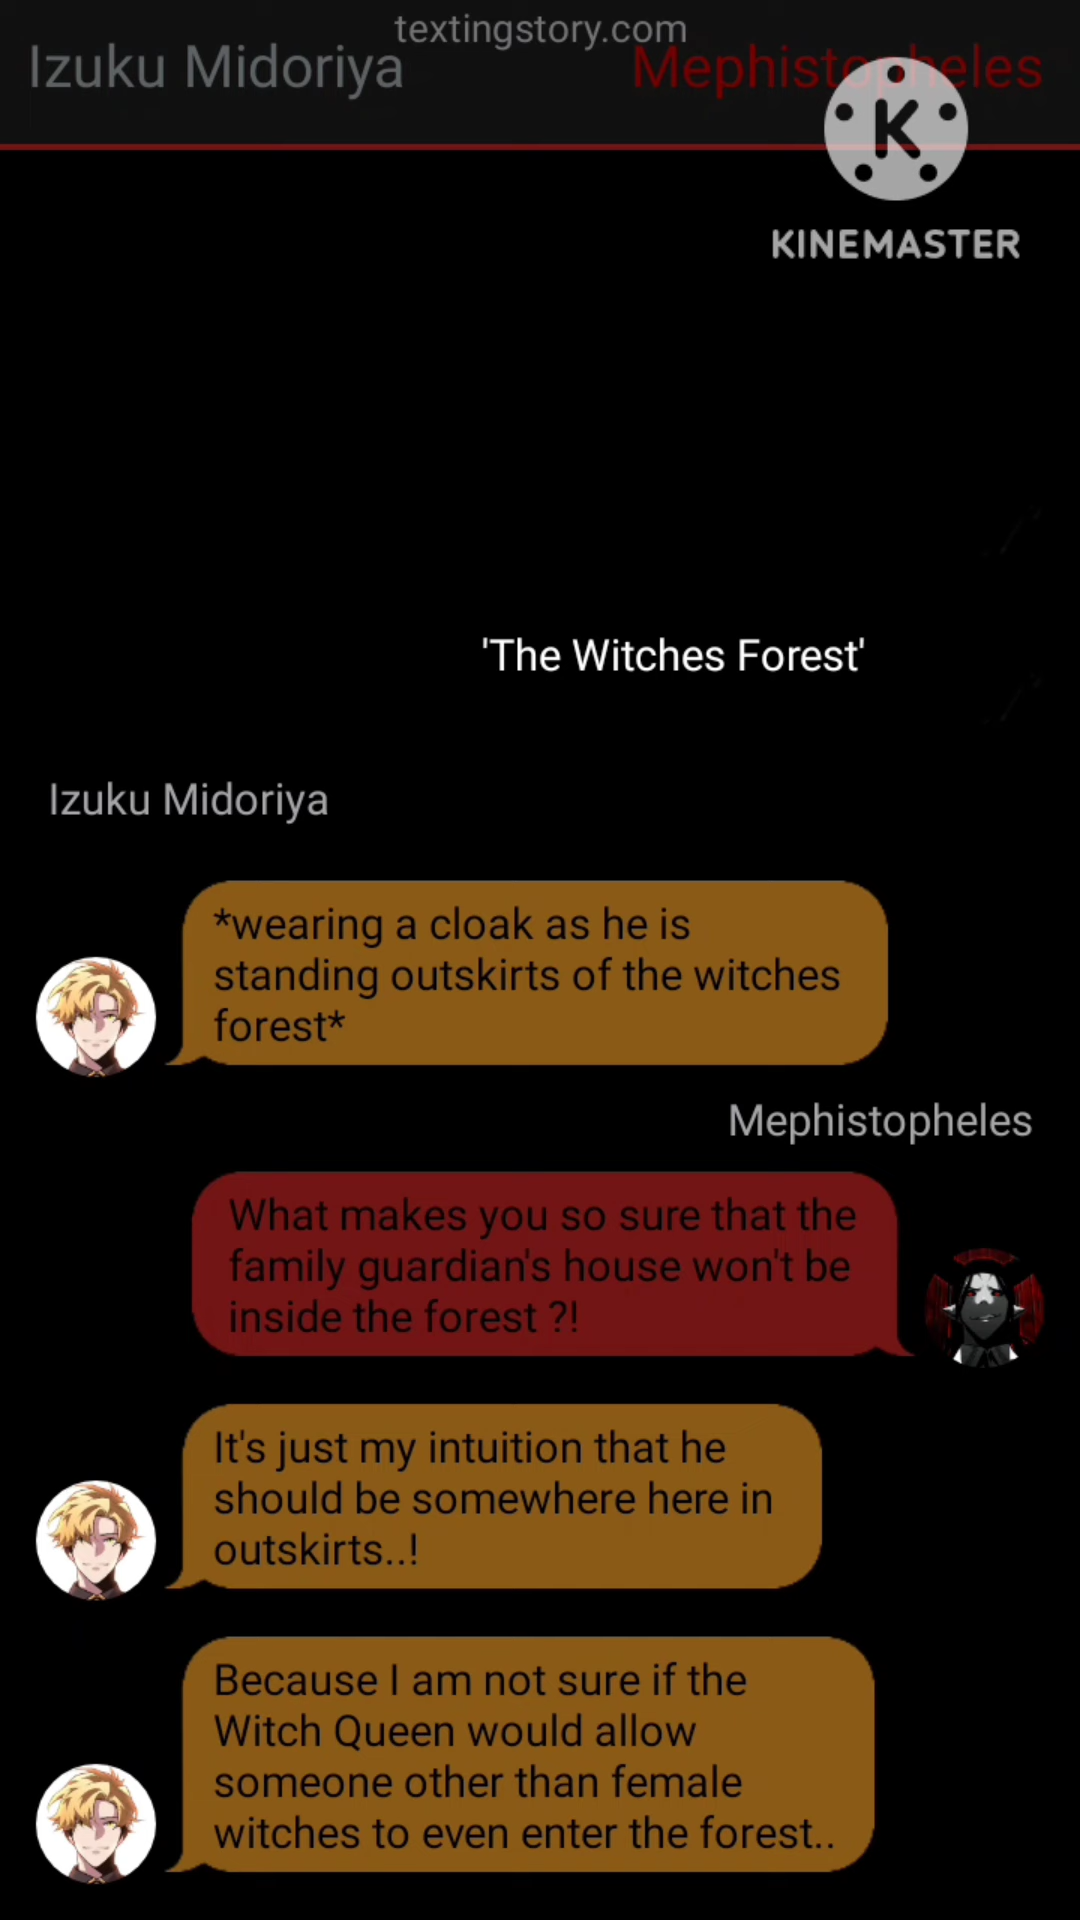 textingstory.com
Izuku Midoriya
Mephistopheles
K
KINEMASTER
'The Witches Forest'
Izuku Midoriya
*wearing a cloak as he is
standing outskirts of the witches
forest*
Mephistopheles
What makes you so sure that the
family guardian's house won't be
inside the forest ?!
It's just my intuition that he
should be somewhere here in
outskirts..!
Because I am not sure if the
Witch Queen would allow
someone other than female
witches to even enter the forest..